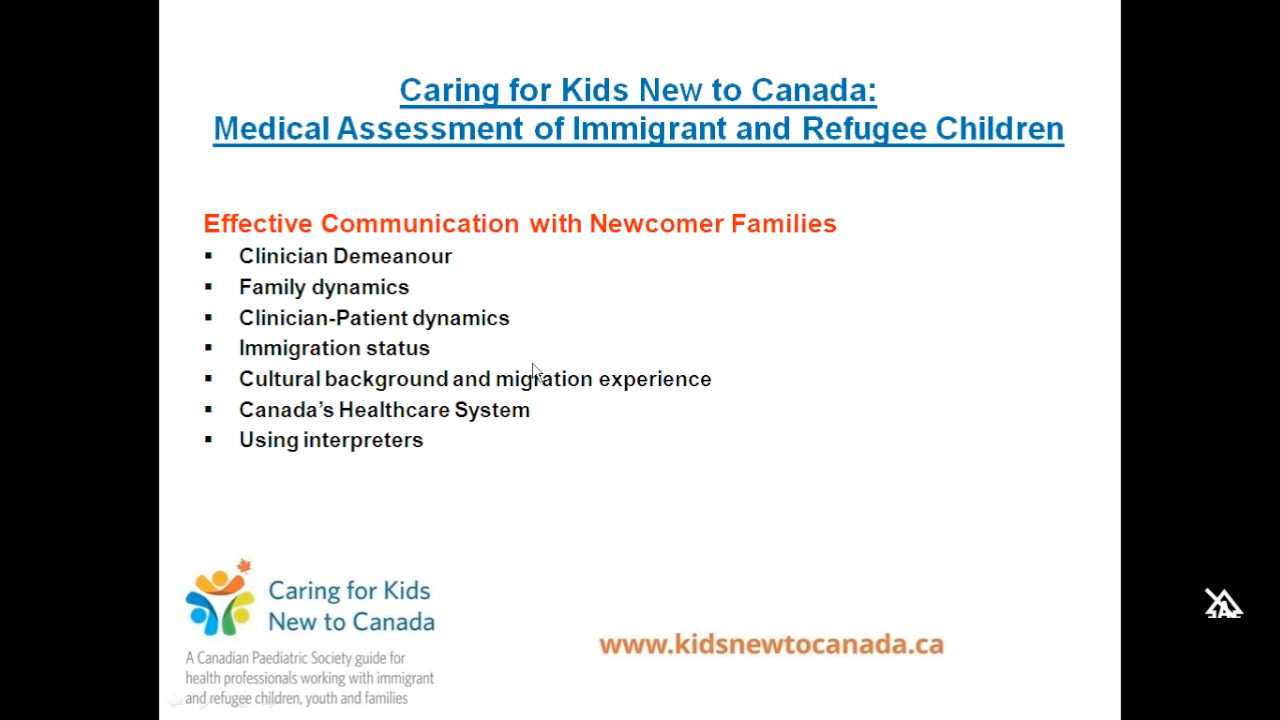 Caring for Kids New to Canada:
Medical Assessment of Immigrant and Refugee Children
Effective Communication with Newcomer Families
▪ Clinician Demeanour
▪ Family dynamics
▪ Clinician-Patient dynamics
▪ Immigration status
▪ Cultural background and migration experience
▪ Canada’s Healthcare System
▪ Using interpreters
Caring for Kids
New to Canada
A Canadian Paediatric Society guide for
health professionals working with immigrant
and refugee children, youth and families
www.kidsnewtocanada.ca